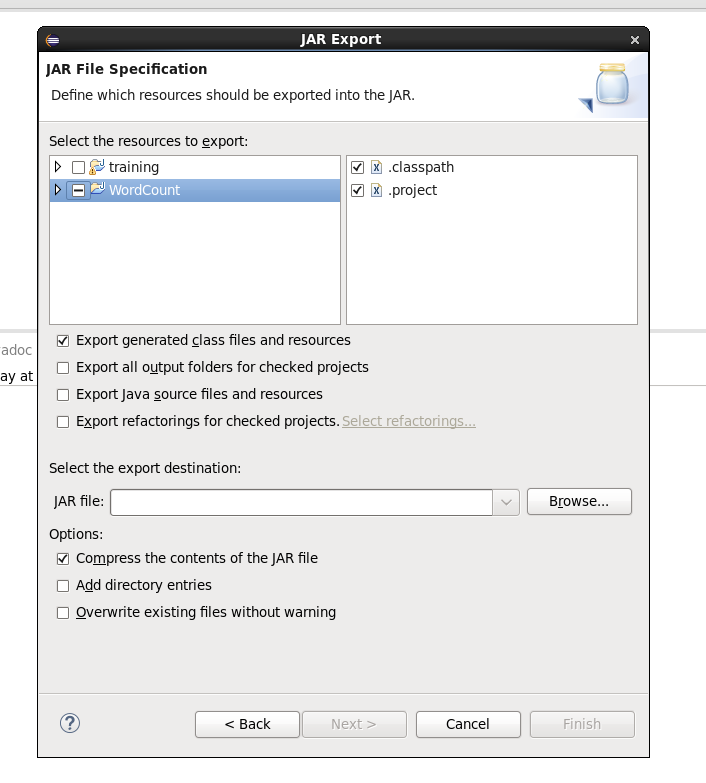 JAR Export
JAR File Specification
Define which resources should be exported into the JAR.
Select the resources to export:
training
WordCount
.classpath
.project
Export generated class files and resources
adoc
Export all output folders for checked projects
ay at
Export Java source files and resources
Export refactorings for checked projects. Select refactorings...
Select the export destination:
JAR file:
Browse...
Options:
Compress the contents of the JAR file
Add directory entries
Overwrite existing files without warning
?
< Back
Next >
Cancel
Finish